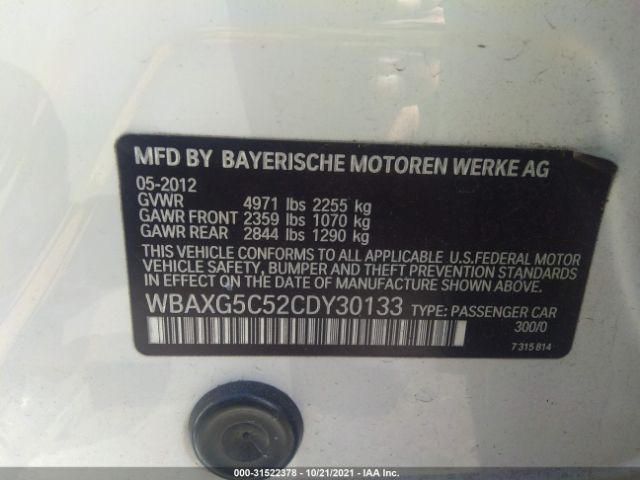 MFD BY BAYERISCHE MOTOREN WERKE AG
05-2012
GVWR 4971 lbs 2255 kg
GAWR FRONT 2359 lbs 1070 kg
GAWR REAR 2844 lbs 1290 kg
THIS VEHICLE CONFORMS TO ALL APPLICABLE U.S.FEDERAL MOTOR
VEHICLE SAFETY, BUMPER AND THEFT PREVENTION STANDARDS
IN EFFECT ON THE DATE OF MANUFACTURE SHOWN ABOVE.
WBAXG5C52CDY30133 TYPE: PASSENGER CAR
300/0
7 315 814
000-31522378 - 10/21/2021 - IAA Inc.